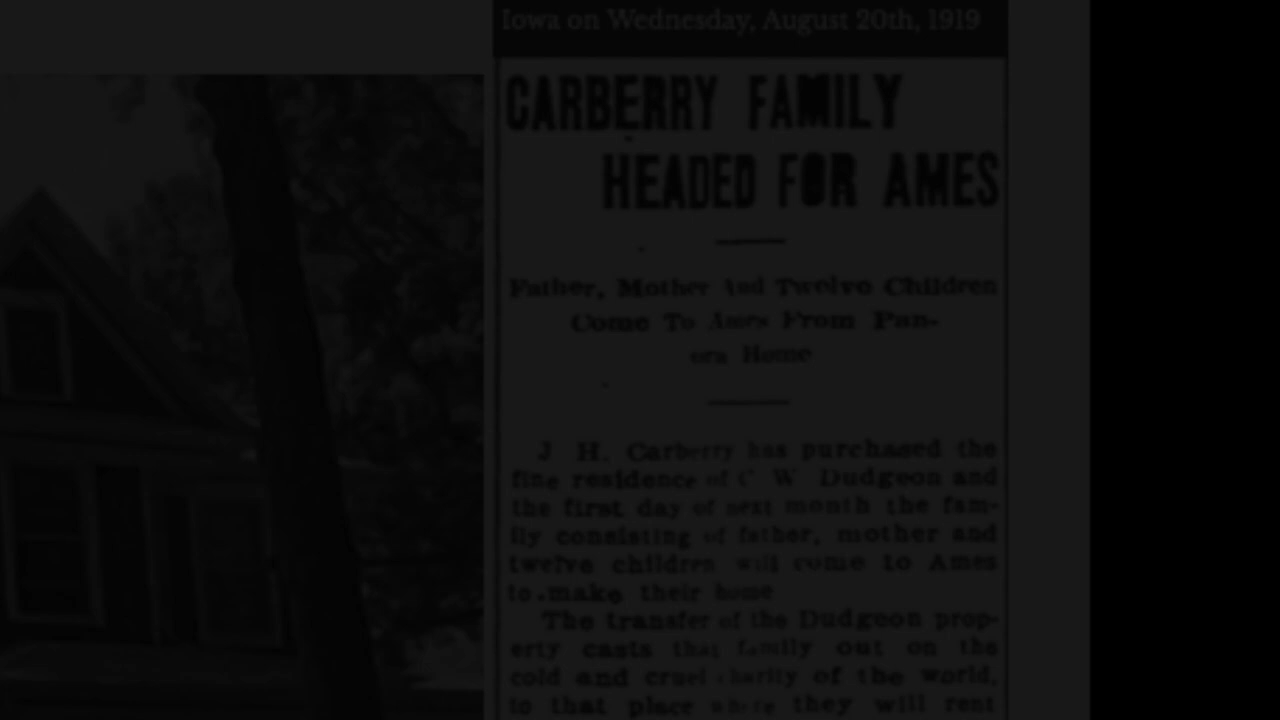 Iowa on Wednesday, August 20th, 1919
CARBERRY FAMILY
HEADED FOR AMES
Father, Mother And Twelve Children
Come To Ames From Pan-
ora Home
J H. Carberry has purchased the
fine residence of C W Dudgeon and
the first day of next month the fam-
ily consisting of father, mother and
twelve children will come to Ames
to make their home
The transfer of the Dudgeon prop-
erty casts that family out on the
cold and cruel charity of the world,
to that place where they will rent